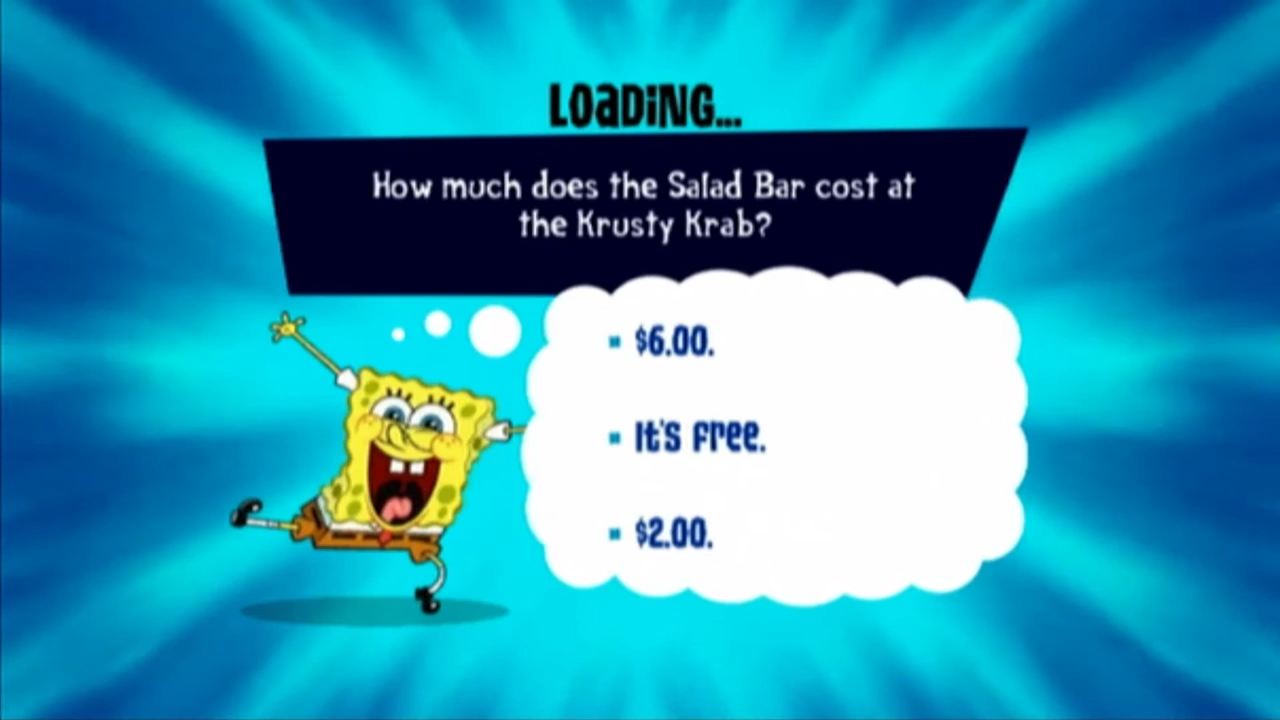 Loading...
How much does the Salad Bar cost at
the Krusty Krab?
$6.00.
It's free.
$2.00.